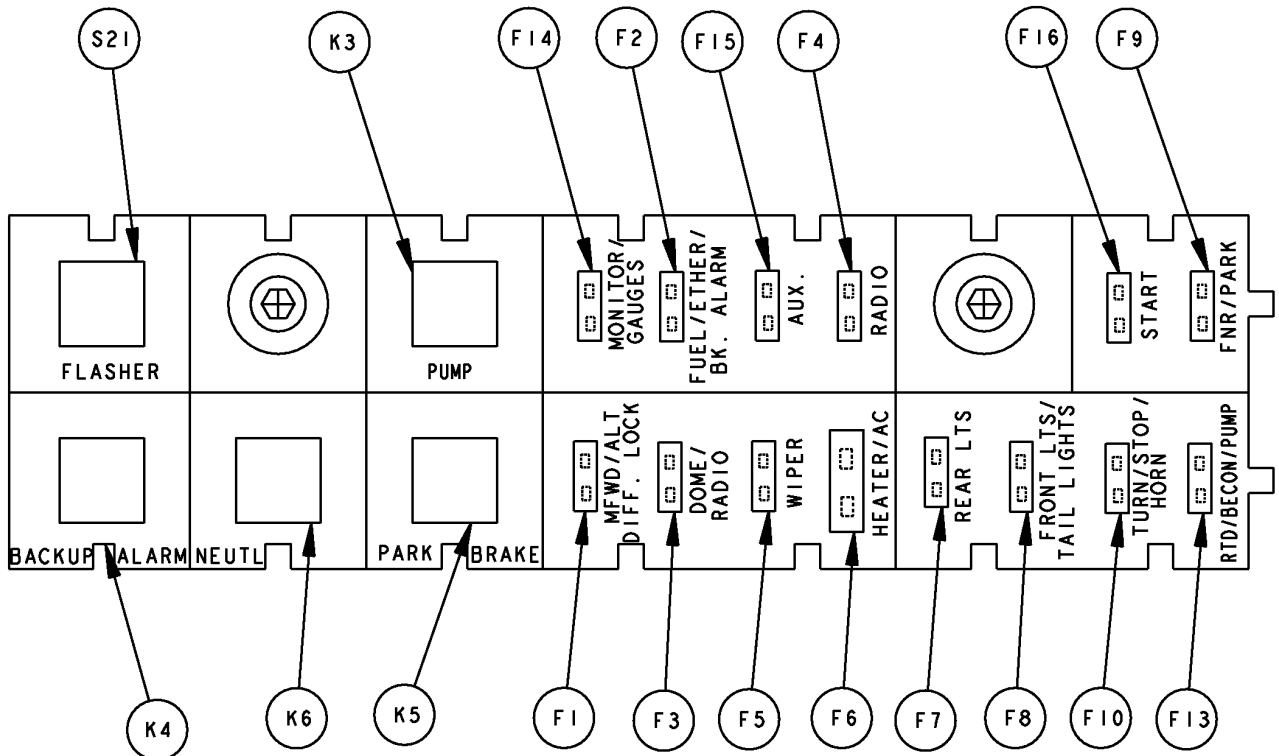 S21
K3
F14
F2
F15
F4
F16
F9
MONITOR/
GAUGES
FUEL/ETHER/
BK. ALARM
AUX.
RADIO
START
FNR/PARK
FLASHER
PUMP
MFWD/ALT
DIFF. LOCK
DOME/
RADIO
WIPER
HEATER/AC
REAR LTS
FRONT LTS/
TAIL LIGHTS
TURN/STOP/
HORN
RTD/BECON/PUMP
BACKUP ALARM
NEUTL
PARK BRAKE
K4
K6
K5
F1
F3
F5
F6
F7
F8
F10
F13